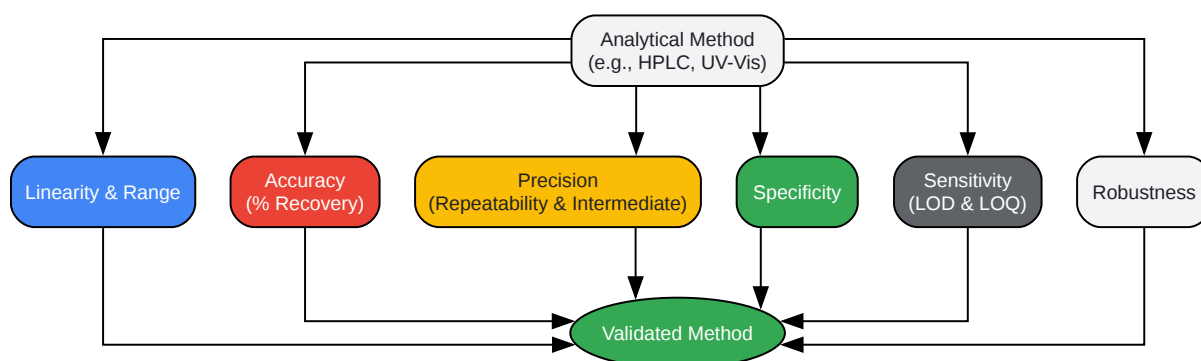 Analytical Method
(e.g., HPLC, UV-Vis)
Linearity & Range
Accuracy
(% Recovery)
Precision
(Repeatability & Intermediate)
Specificity
Sensitivity
(LOD & LOQ)
Robustness
Validated Method